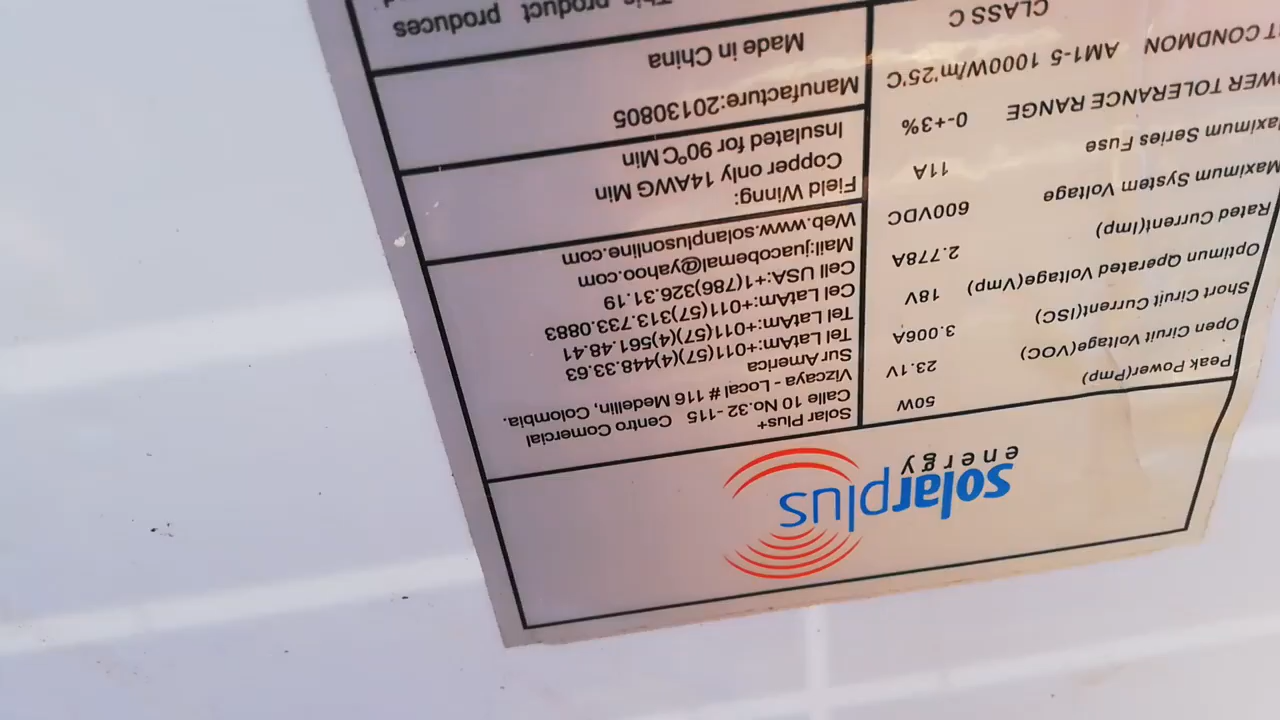 solarplus
energy
Peak Power(Pmp) 50W
Open Ciruit Voltage(VOC) 23.1V
Short Ciruit Current(ISC) 3.006A
Optimun Operated Voltage(Vmp) 18V
Rated Current(Imp) 2.778A
Maximum System Voltage 600VDC
Maximum Series Fuse 11A
POWER TOLERANCE RANGE 0-+3%
CONDMON AM1-5 1000W/m'25'C
CLASS C
Solar Plus+
Calle 10 No.32-115 Centro Comercial
Vizcaya - Local # 116 Medellin, Colombia.
Sur America
Tel LatAm:+011(57)(4)448.33.63
Tel LatAm:+011(57)(4)561.48.41
Cel LatAm:+011(57)313.733.0883
Cell USA:+1(786)326.31.19
Mail:juacobemal@yahoo.com
Web.www.solanplusonline.com
Field Winng:
Copper only 14AWG Min
Insulated for 90°C Min
Manufacture:20130805
Made in China
This product produces